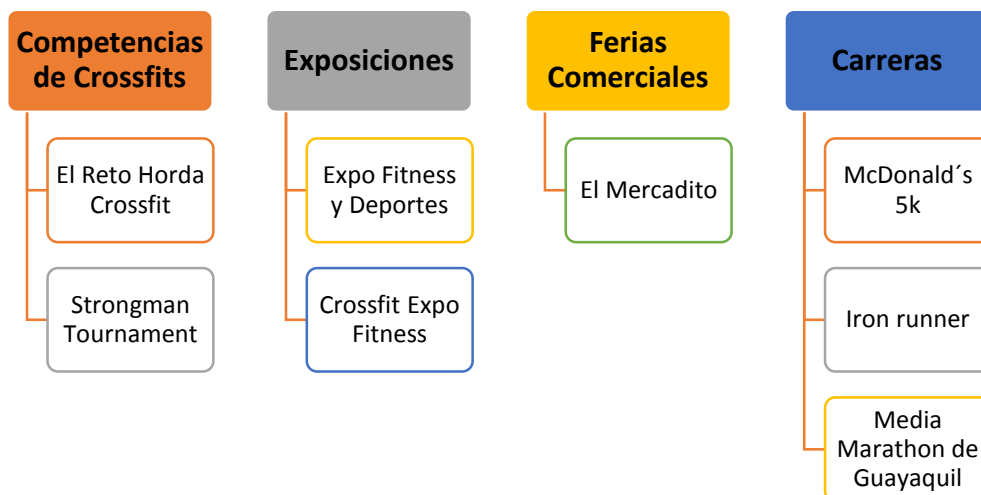 Competencias
de Crossfits
El Reto Horda
Crossfit
Strongman
Tournament
Exposiciones
Expo Fitness
y Deportes
Crossfit Expo
Fitness
Ferias
Comerciales
El Mercadito
Carreras
McDonald´s
5k
Iron runner
Media
Marathon de
Guayaquil